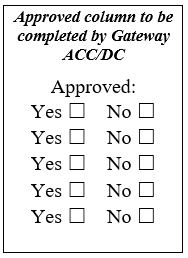 Approved column to be
completed by Gateway
ACC/DC
Approved:
Yes ☐ No ☐
Yes ☐ No ☐
Yes ☐ No ☐
Yes ☐ No ☐
Yes ☐ No ☐